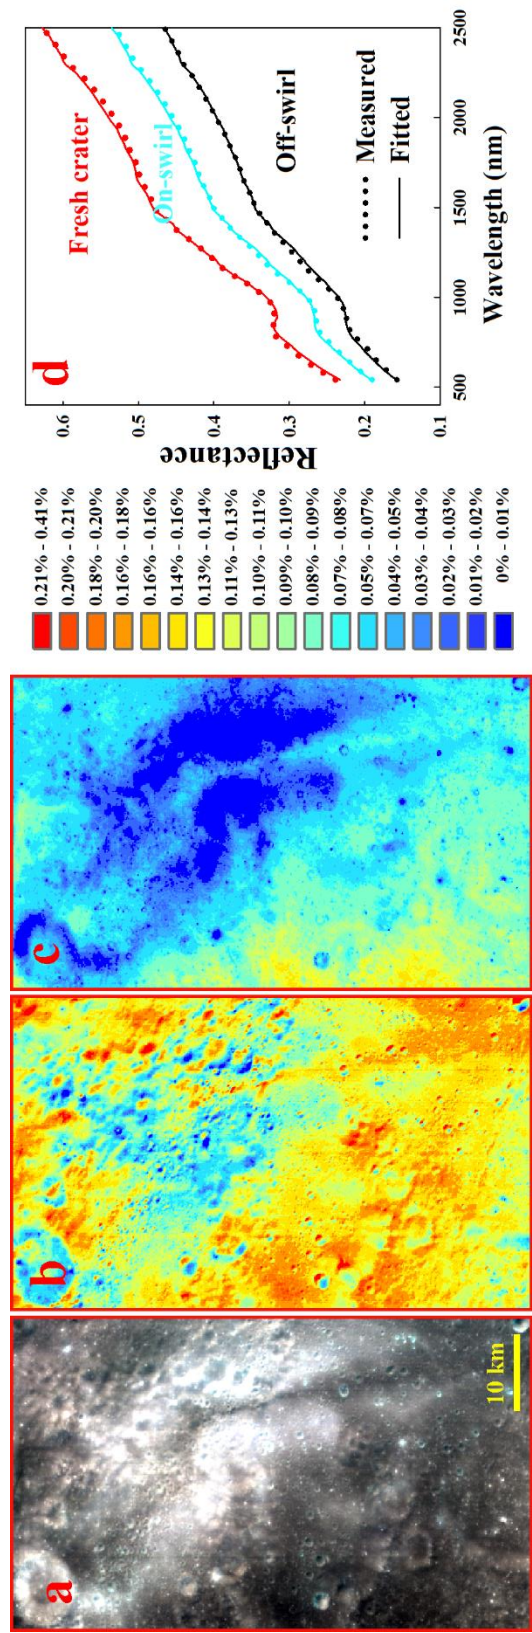 a
10 km
b
c
0.21% - 0.41%
0.20% - 0.21%
0.18% - 0.20%
0.16% - 0.18%
0.16% - 0.16%
0.14% - 0.16%
0.13% - 0.14%
0.11% - 0.13%
0.10% - 0.11%
0.09% - 0.10%
0.08% - 0.09%
0.07% - 0.08%
0.05% - 0.07%
0.04% - 0.05%
0.03% - 0.04%
0.02% - 0.03%
0.01% - 0.02%
0% - 0.01%
d
Fresh crater
On-swirl
Off-swirl
Measured
Fitted
Reflectance
0.6
0.5
0.4
0.3
0.2
0.1
500
1000
1500
2000
2500
Wavelength (nm)